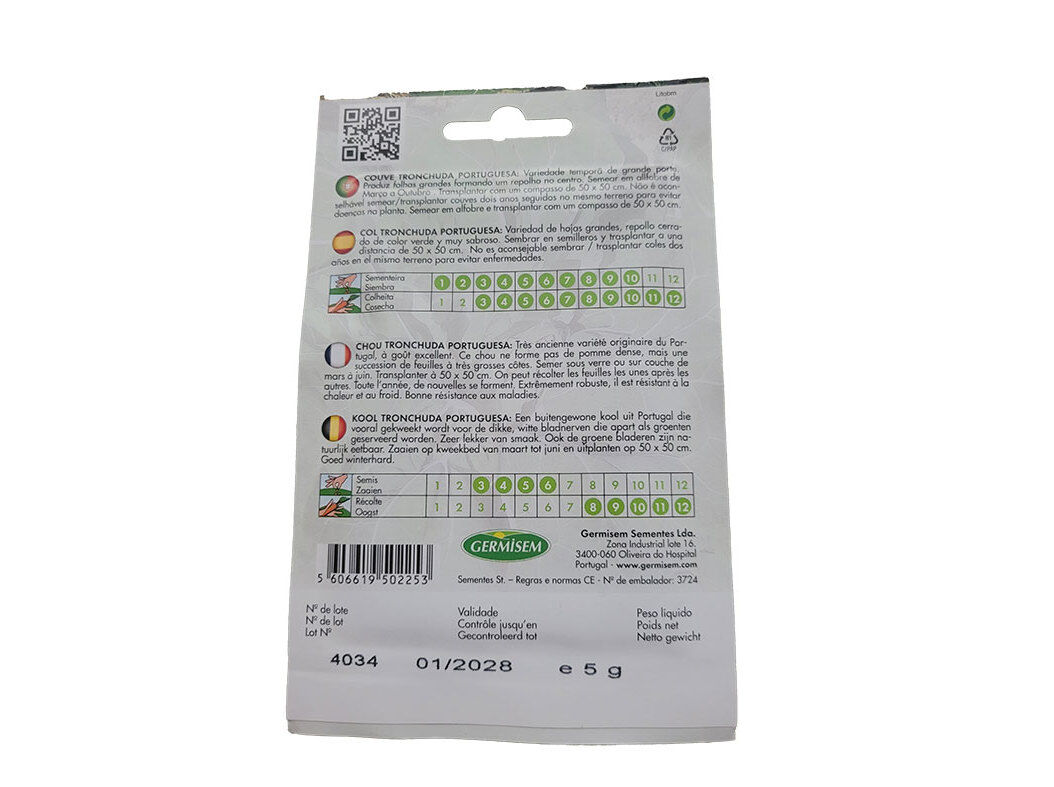 Litobm
C/PAP
COUVE TRONCHUDA PORTUGUESA: Variedade temporã de grande porte.
Produz folhas grandes formando um repolho no centro. Semear em alfobre de
Março a Outubro . Transplantar com um compasso de 50 x 50 cm. Não é acon-
selhável semear/transplantar couves dois anos seguidos no mesmo terreno para evitar
doenças na planta. Semear em alfobre e transplantar com um compasso de 50 x 50 cm.
COL TRONCHUDA PORTUGUESA: Variedad de hojas grandes, repollo cerra-
do de color verde y muy sabroso. Sembrar en semilleros y trasplantar a una
distancia de 50 x 50 cm. No es aconsejable sembrar / trasplantar coles dos
años en el mismo terreno para evitar enfermedades.
Sementeira
Siembra
1 2 3 4 5 6 7 8 9 10 11 12
Colheita
Cosecha
1 2 3 4 5 6 7 8 9 10 11 12
CHOU TRONCHUDA PORTUGUESA: Très ancienne variété originaire du Por-
tugal, à goût excellent. Ce chou ne forme pas de pomme dense, mais une
succession de feuilles à très grosses côtes. Semer sous verre ou sur couche de
mars à juin. Transplanter à 50 x 50 cm. On peut récolter les feuilles les unes après les
autres. Toute l'année, de nouvelles se forment. Extrêmement robuste, il est résistant à la
chaleur et au froid. Bonne résistance aux maladies.
KOOL TRONCHUDA PORTUGUESA: Een buitengewone kool uit Portugal die
vooral gekweekt wordt voor de dikke, witte bladnerven die apart als groenten
geserveerd worden. Zeer lekker van smaak. Ook de groene bladeren zijn na-
tuurlijk eetbaar. Zaaien op kweekbed van maart tot juni en uitplanten op 50 x 50 cm.
Goed winterhard.
Semis
Zaaien
1 2 3 4 5 6 7 8 9 10 11 12
Récolte
Oogst
1 2 3 4 5 6 7 8 9 10 11 12
GERMISEM
Germisem Sementes Lda.
Zona Industrial lote 16.
3400-060 Oliveira do Hospital
Portugal - www.germisem.com
5 606619 502253
Sementes St. – Regras e normas CE - Nº de embalador: 3724
Nº de lote
Nº de lot
Lot Nº
Validade
Contrôle jusqu'en
Gecontroleerd tot
Peso líquido
Poids net
Netto gewicht
4034 01/2028 e 5 g